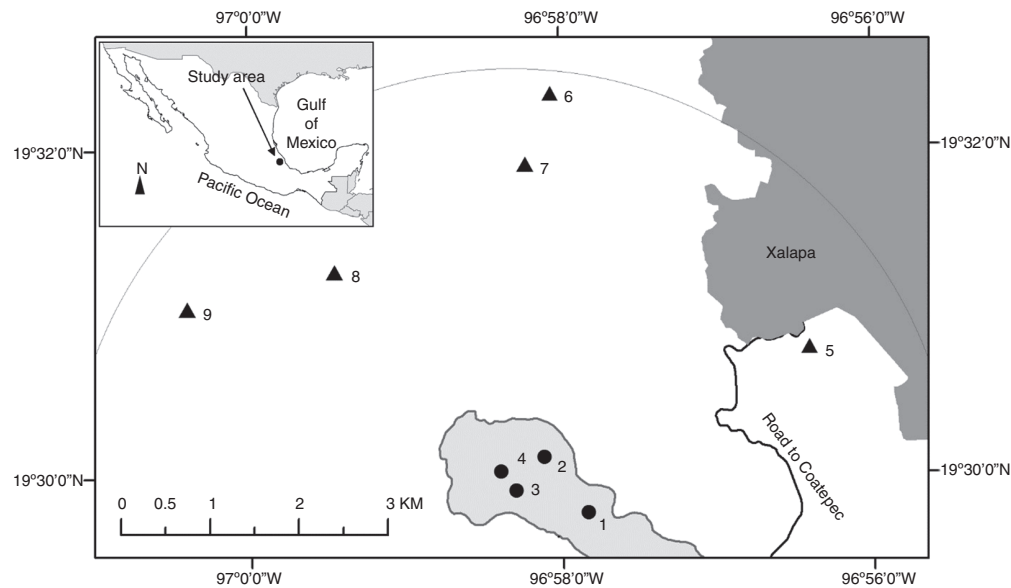 97°0'0"W
96°58'0"W
96°56'0"W
Study area
Gulf
of
Mexico
N
Pacific Ocean
19°32'0"N
19°32'0"N
6
7
Xalapa
8
9
5
Road to Coatepec
4
2
3
1
19°30'0"N
19°30'0"N
0 0.5 1 2 3 KM
97°0'0"W
96°58'0"W
96°56'0"W